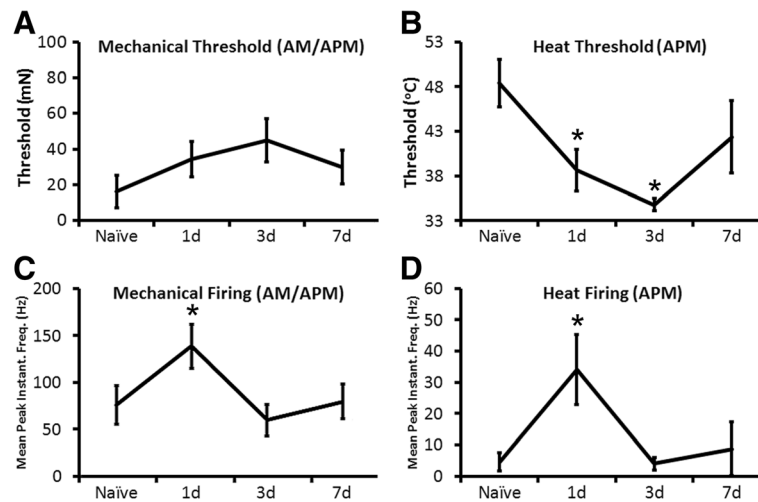 A
Mechanical Threshold (AM/APM)
Threshold (mN)
100
80
60
40
20
0
Naïve 1d 3d 7d
B
Heat Threshold (APM)
Threshold (°C)
53
48
43
38
33
*
*
Naïve 1d 3d 7d
C
Mechanical Firing (AM/APM)
Mean Peak Instant. Freq. (Hz)
200
150
100
50
0
*
Naïve 1d 3d 7d
D
Heat Firing (APM)
Mean Peak Instant. Freq. (Hz)
60
50
40
30
20
10
0
*
Naïve 1d 3d 7d